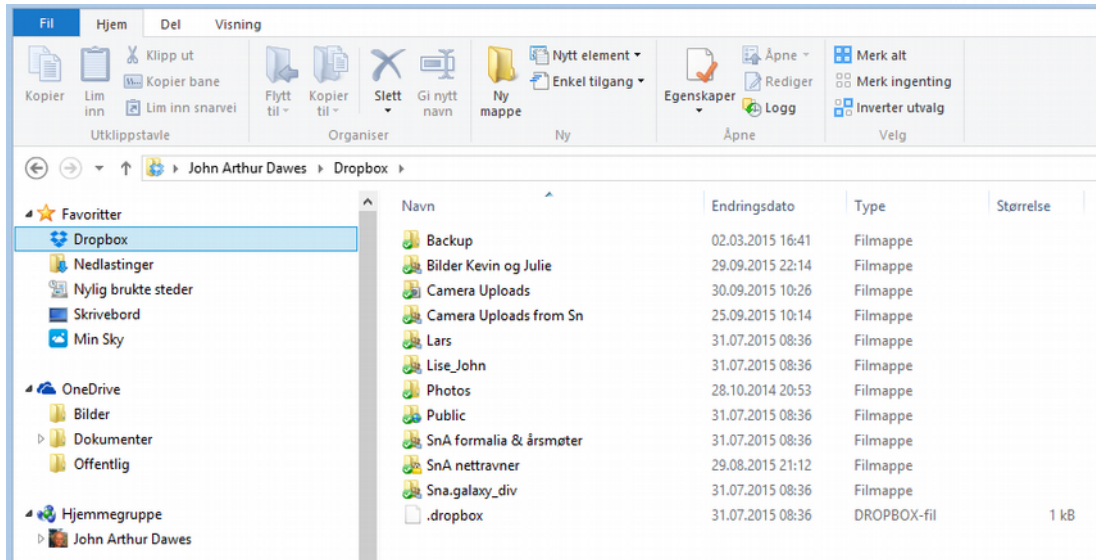 Fil Hjem Del Visning
Kopier
Lim inn
Klipp ut
Kopier bane
Lim inn snarvei
Utklippstavle
Flytt til
Kopier til
Slett
Gi nytt navn
Organiser
Ny mappe
Nytt element
Enkel tilgang
Ny
Egenskaper
Åpne
Rediger
Logg
Åpne
Merk alt
Merk ingenting
Inverter utvalg
Velg
John Arthur Dawes Dropbox
Favoritter
Dropbox
Nedlastinger
Nylig brukte steder
Skrivebord
Min Sky
OneDrive
Bilder
Dokumenter
Offentlig
Hjemmegruppe
John Arthur Dawes
Navn Endringsdato Type Størrelse
Backup 02.03.2015 16:41 Filmappe
Bilder Kevin og Julie 29.09.2015 22:14 Filmappe
Camera Uploads 30.09.2015 10:26 Filmappe
Camera Uploads from Sn 25.09.2015 10:14 Filmappe
Lars 31.07.2015 08:36 Filmappe
Lise_John 31.07.2015 08:36 Filmappe
Photos 28.10.2014 20:53 Filmappe
Public 31.07.2015 08:36 Filmappe
SnA formalia & årsmøter 31.07.2015 08:36 Filmappe
SnA nettravner 29.08.2015 21:12 Filmappe
Sna.galaxy_div 31.07.2015 08:36 Filmappe
.dropbox 31.07.2015 08:36 DROPBOX-fil 1 kB